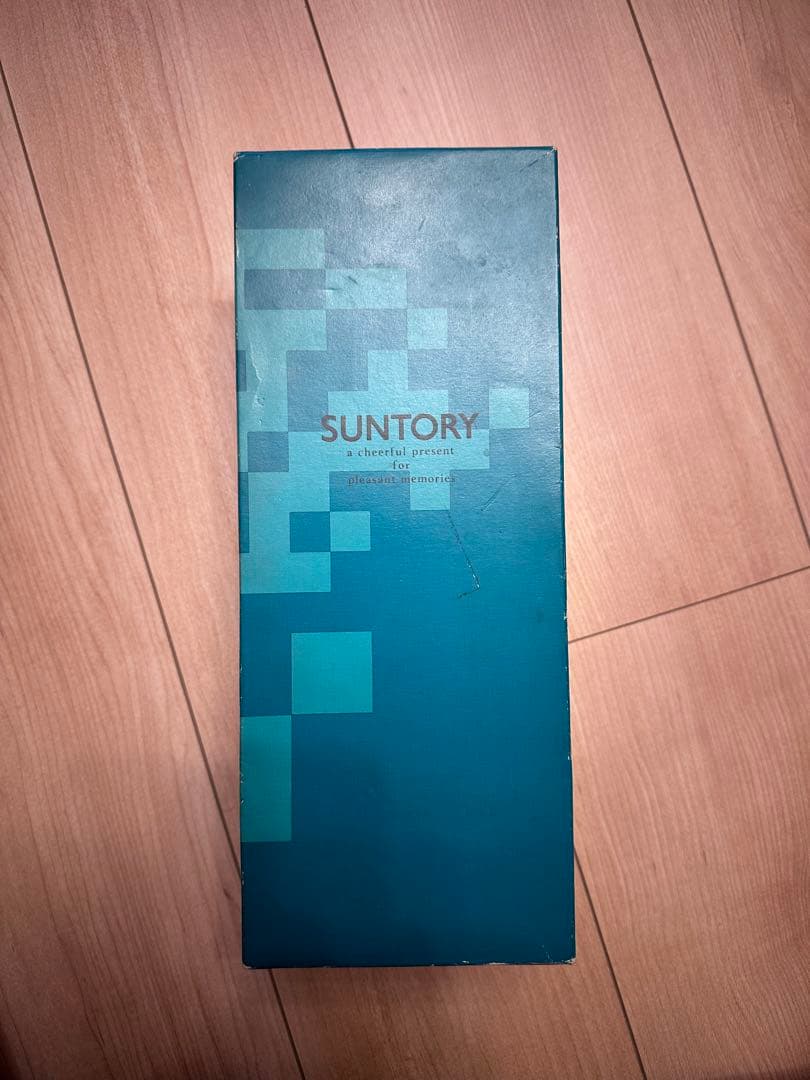 SUNTORY
a cheerful present
for
pleasant memories